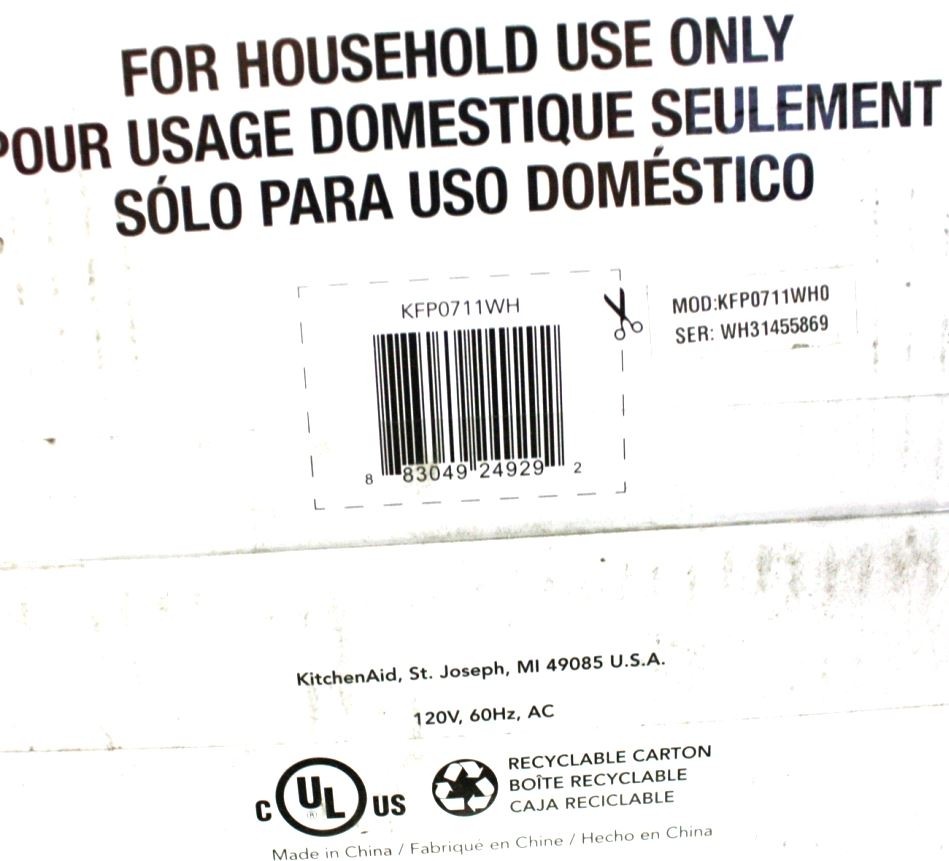 FOR HOUSEHOLD USE ONLY
POUR USAGE DOMESTIQUE SEULEMENT
SÓLO PARA USO DOMÉSTICO
KFP0711WH
MOD:KFP0711WH0
SER: WH31455869
8 83049 24929 2
KitchenAid, St. Joseph, MI 49085 U.S.A.
120V, 60Hz, AC
C UL US
®
RECYCLABLE CARTON
BOÎTE RECYCLABLE
CAJA RECICLABLE
Made in China / Fabriqué en Chine / Hecho en China